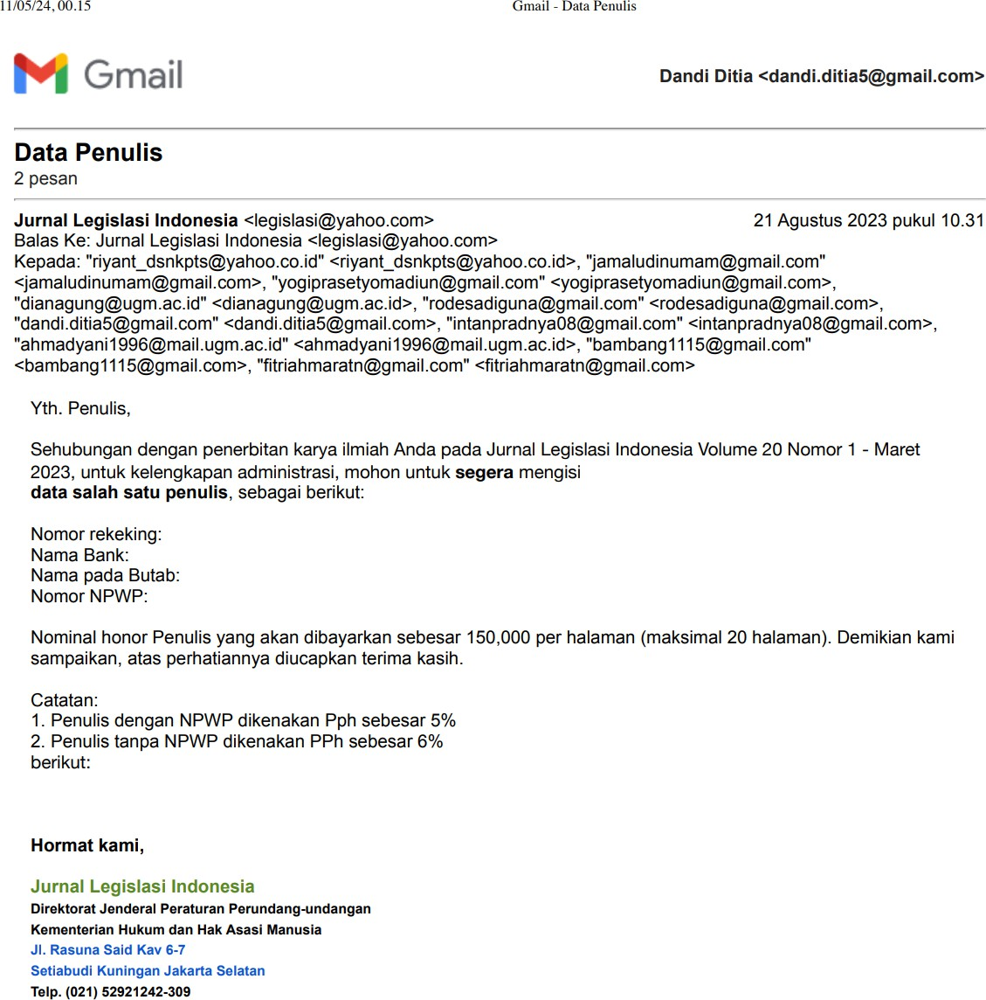 11/05/24, 00.15 Gmail - Data Penulis
Gmail Dandi Ditia <dandi.ditia5@gmail.com>
Data Penulis
2 pesan
Jurnal Legislasi Indonesia <legislasi@yahoo.com> 21 Agustus 2023 pukul 10.31
Balas Ke: Jurnal Legislasi Indonesia <legislasi@yahoo.com>
Kepada: "riyant_dsnkpts@yahoo.co.id" <riyant_dsnkpts@yahoo.co.id>, "jamaludinumam@gmail.com"
<jamaludinumam@gmail.com>, "yogiprasetyomadiun@gmail.com" <yogiprasetyomadiun@gmail.com>,
"dianagung@ugm.ac.id" <dianagung@ugm.ac.id>, "rodesadiguna@gmail.com" <rodesadiguna@gmail.com>,
"dandi.ditia5@gmail.com" <dandi.ditia5@gmail.com>, "intanpradnya08@gmail.com" <intanpradnya08@gmail.com>,
"ahmadyani1996@mail.ugm.ac.id" <ahmadyani1996@mail.ugm.ac.id>, "bambang1115@gmail.com"
<bambang1115@gmail.com>, "fitriahmaratn@gmail.com" <fitriahmaratn@gmail.com>
Yth. Penulis,
Sehubungan dengan penerbitan karya ilmiah Anda pada Jurnal Legislasi Indonesia Volume 20 Nomor 1 - Maret
2023, untuk kelengkapan administrasi, mohon untuk segera mengisi
data salah satu penulis, sebagai berikut:
Nomor rekeking:
Nama Bank:
Nama pada Butab:
Nomor NPWP:
Nominal honor Penulis yang akan dibayarkan sebesar 150,000 per halaman (maksimal 20 halaman). Demikian kami
sampaikan, atas perhatiannya diucapkan terima kasih.
Catatan:
1. Penulis dengan NPWP dikenakan Pph sebesar 5%
2. Penulis tanpa NPWP dikenakan PPh sebesar 6%
berikut:
Hormat kami,
Jurnal Legislasi Indonesia
Direktorat Jenderal Peraturan Perundang-undangan
Kementerian Hukum dan Hak Asasi Manusia
Jl. Rasuna Said Kav 6-7
Setiabudi Kuningan Jakarta Selatan
Telp. (021) 52921242-309